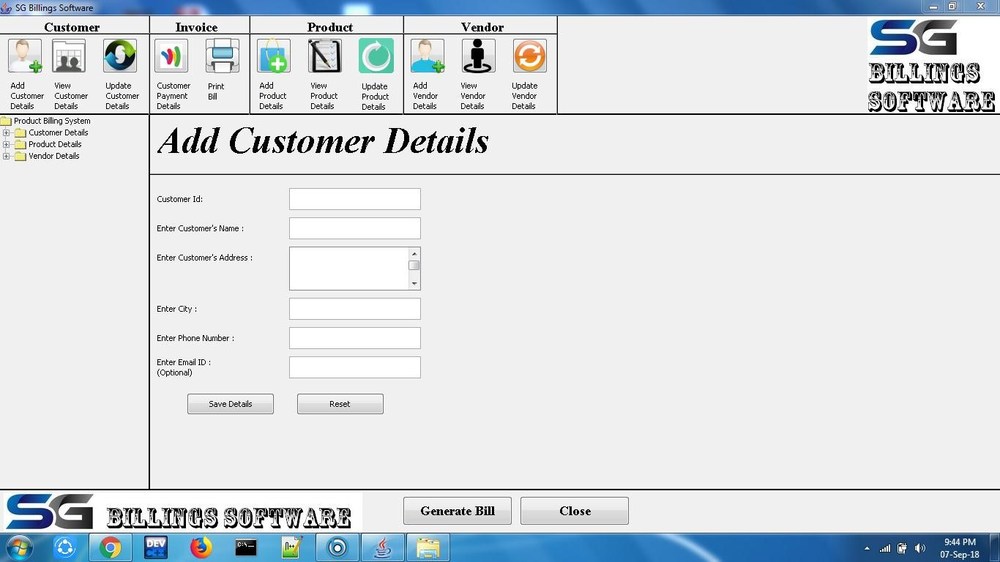 SG Billings Software
Customer
Invoice
Product
Vendor
Add
Customer
Details
View
Customer
Details
Update
Customer
Details
Customer
Payment
Details
Print
Bill
Add
Product
Details
View
Product
Details
Update
Product
Details
Add
Vendor
Details
View
Vendor
Details
Update
Vendor
Details
SG
BILLINGS
SOFTWARE
Product Billing System
Customer Details
Product Details
Vendor Details
Add Customer Details
Customer Id:
Enter Customer's Name :
Enter Customer's Address :
Enter City :
Enter Phone Number :
Enter Email ID :
(Optional)
Save Details
Reset
SG BILLINGS SOFTWARE
Generate Bill
Close
DEV
C++
C:\_
N++
9:44 PM
07-Sep-18